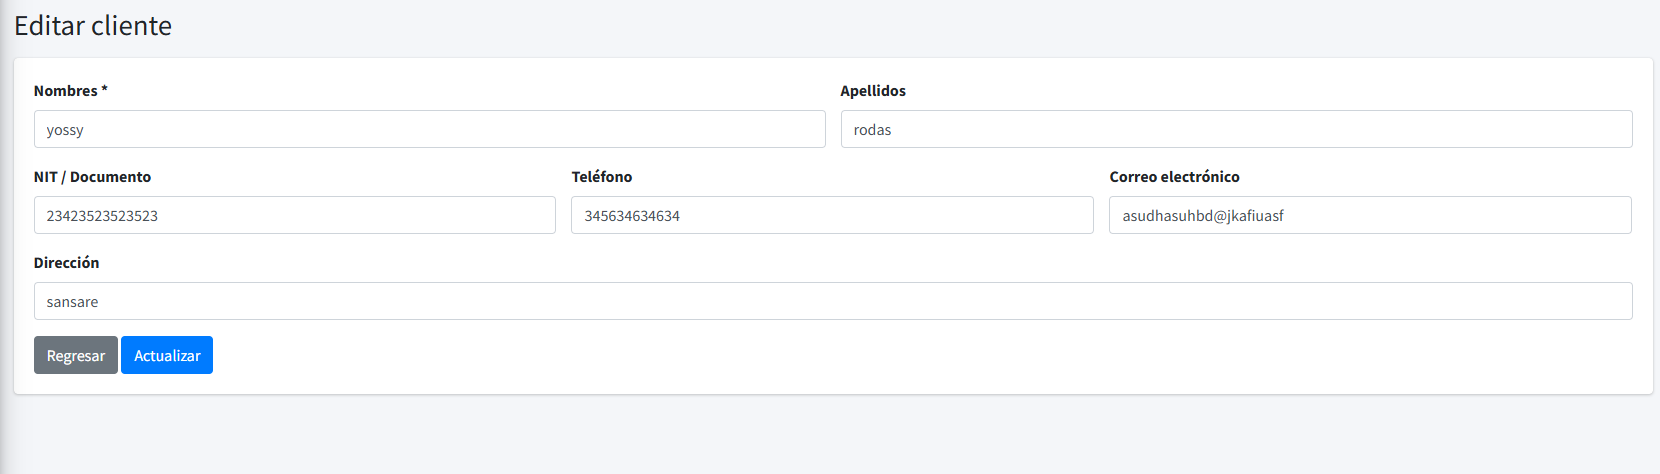 Editar cliente
Nombres * Apellidos
yossy rodas
NIT / Documento Teléfono Correo electrónico
23423523523523 345634634634 asudhasuhbd@jkafiuasf
Dirección
sansare
Regresar Actualizar